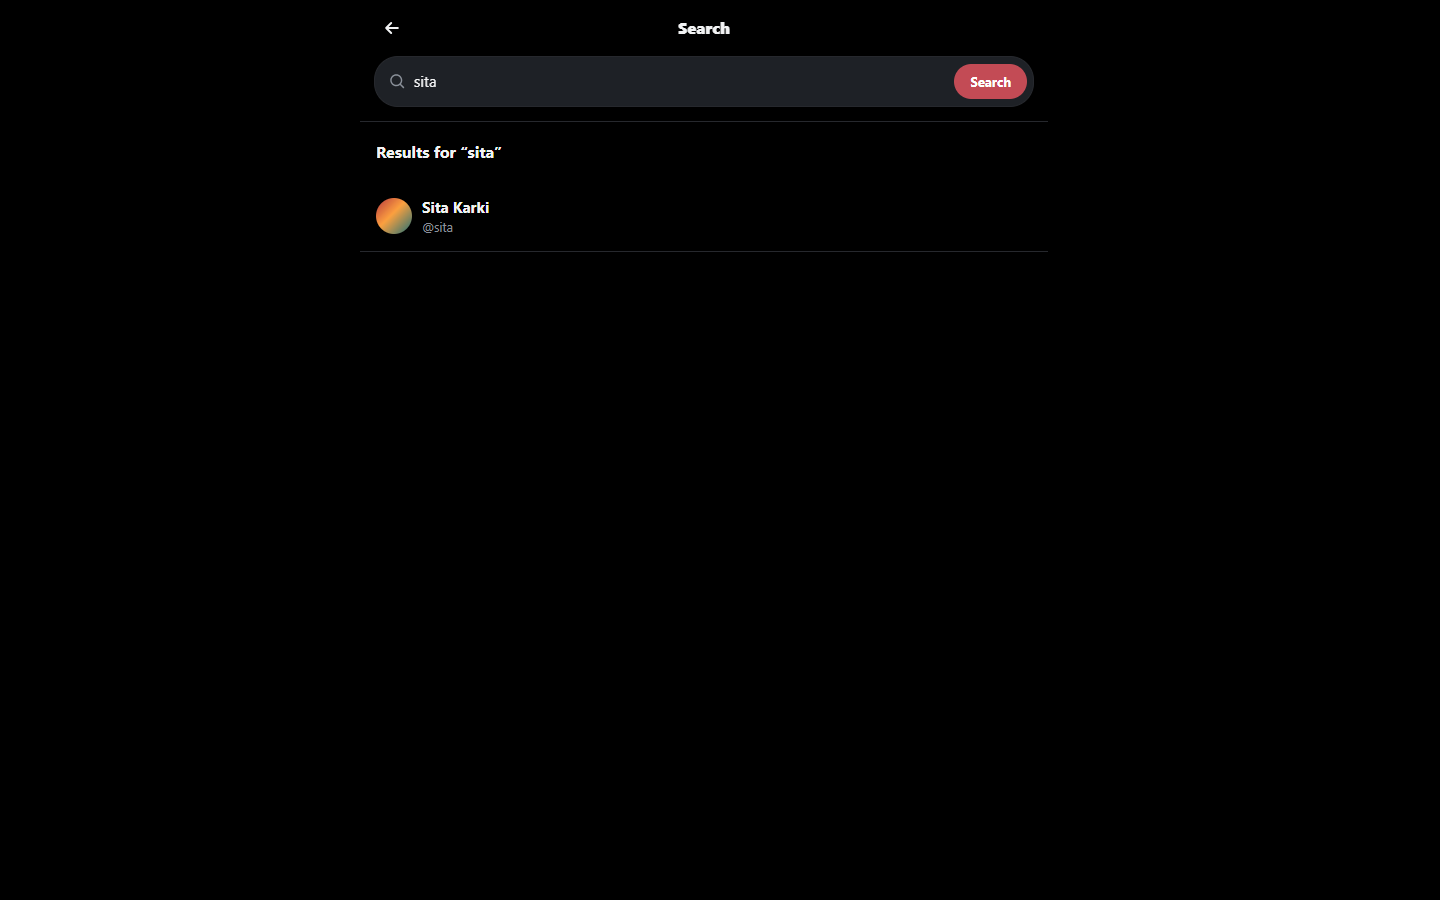 Search
sita
Search
Results for “sita”
Sita Karki
@sita